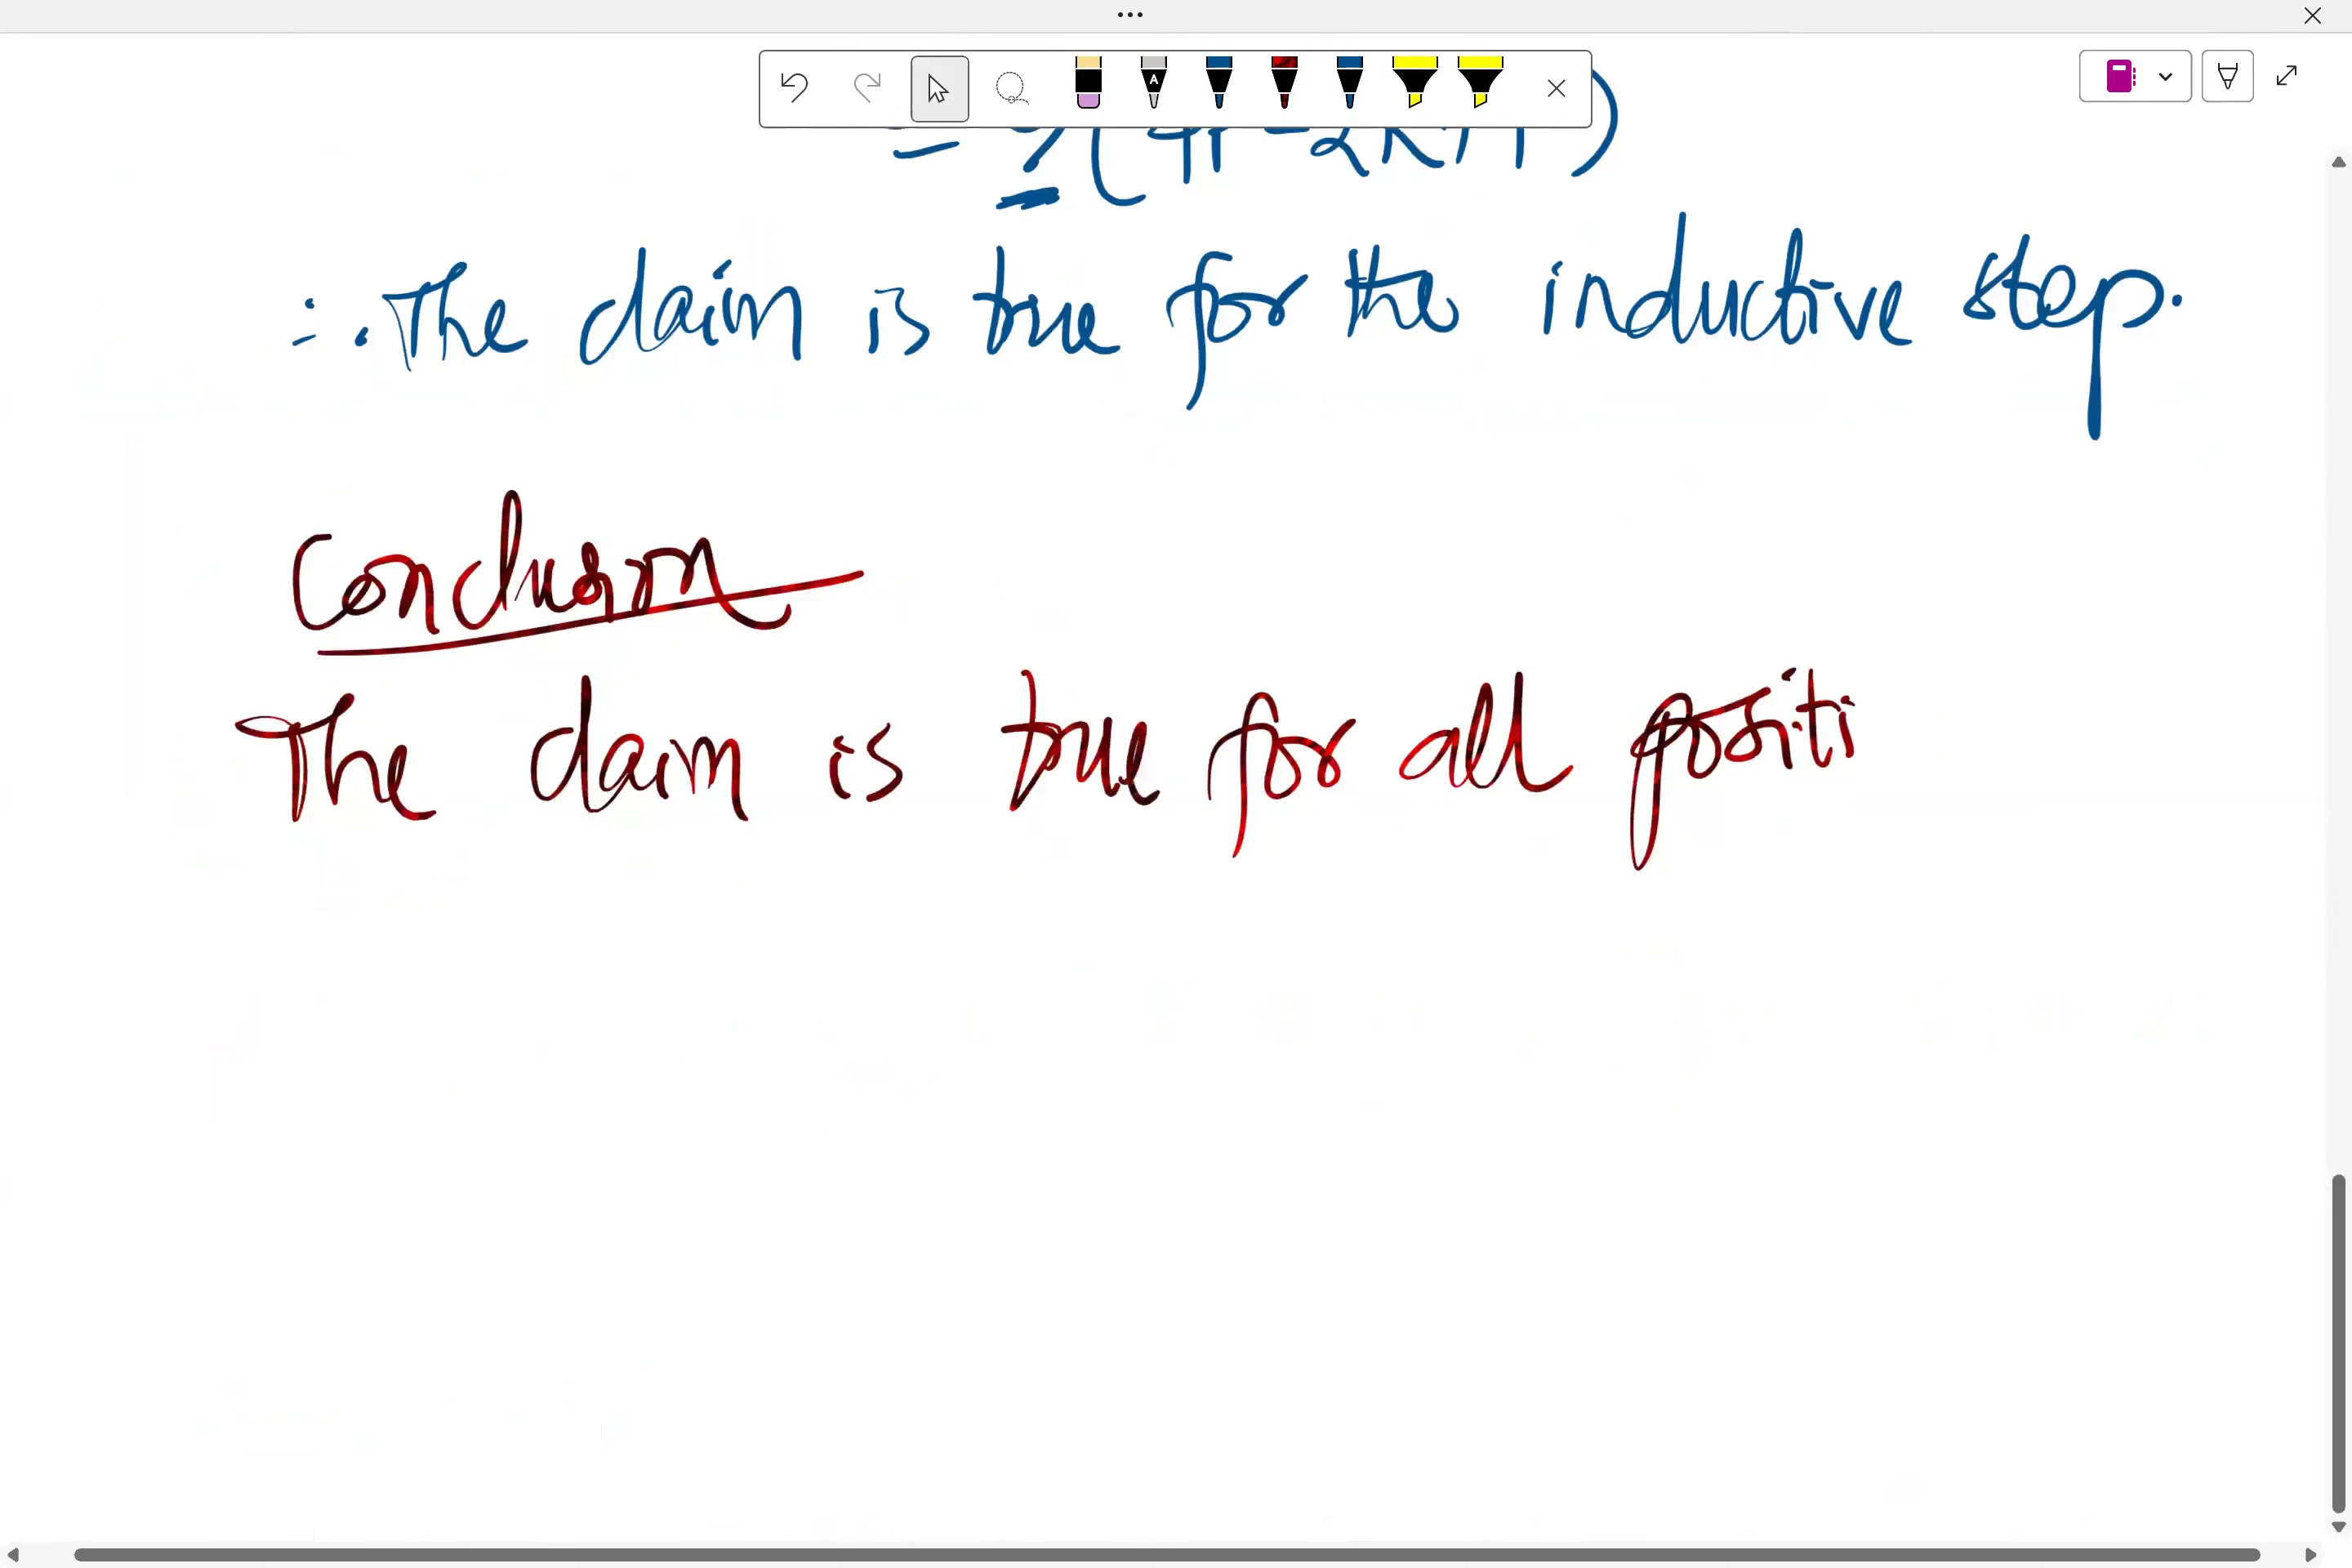 ∴ The claim is true for the inductive step.
Conclusion
The claim is true for all positi